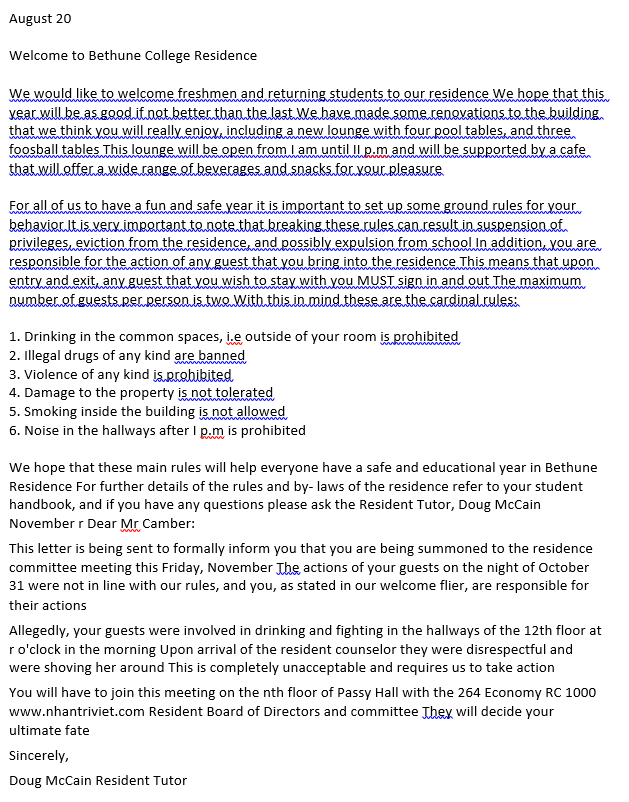 August 20
Welcome to Bethune College Residence
We would like to welcome freshmen and returning students to our residence We hope that this
year will be as good if not better than the last We have made some renovations to the building
that we think you will really enjoy, including a new lounge with four pool tables, and three
foosball tables This lounge will be open from I am until II p.m and will be supported by a cafe
that will offer a wide range of beverages and snacks for your pleasure
For all of us to have a fun and safe year it is important to set up some ground rules for your
behavior It is very important to note that breaking these rules can result in suspension of
privileges, eviction from the residence, and possibly expulsion from school In addition, you are
responsible for the action of any guest that you bring into the residence This means that upon
entry and exit, any guest that you wish to stay with you MUST sign in and out The maximum
number of guests per person is two With this in mind these are the cardinal rules:
1. Drinking in the common spaces, i.e outside of your room is prohibited
2. Illegal drugs of any kind are banned
3. Violence of any kind is prohibited
4. Damage to the property is not tolerated
5. Smoking inside the building is not allowed
6. Noise in the hallways after I p.m is prohibited
We hope that these main rules will help everyone have a safe and educational year in Bethune
Residence For further details of the rules and by- laws of the residence refer to your student
handbook, and if you have any questions please ask the Resident Tutor, Doug McCain
November r Dear Mr Camber:
This letter is being sent to formally inform you that you are being summoned to the residence
committee meeting this Friday, November The actions of your guests on the night of October
31 were not in line with our rules, and you, as stated in our welcome flier, are responsible for
their actions
Allegedly, your guests were involved in drinking and fighting in the hallways of the 12th floor at
r o'clock in the morning Upon arrival of the resident counselor they were disrespectful and
were shoving her around This is completely unacceptable and requires us to take action
You will have to join this meeting on the nth floor of Passy Hall with the 264 Economy RC 1000
www.nhantriviet.com Resident Board of Directors and committee They will decide your
ultimate fate
Sincerely,
Doug McCain Resident Tutor